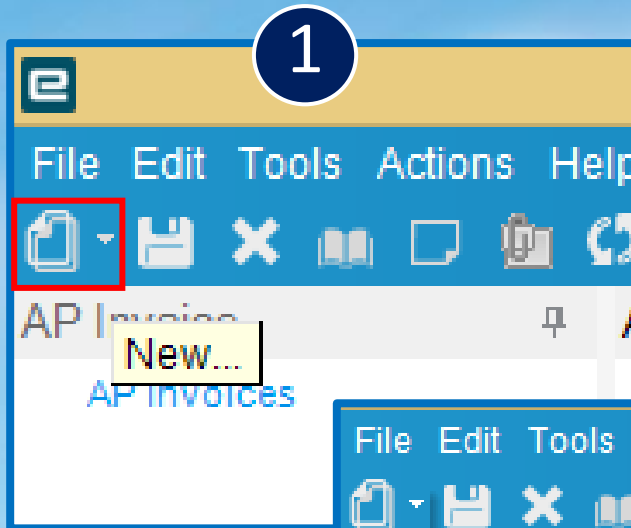 1
File Edit Tools Actions Help
AP Invoice
New...
AP Invoices
File Edit Tools